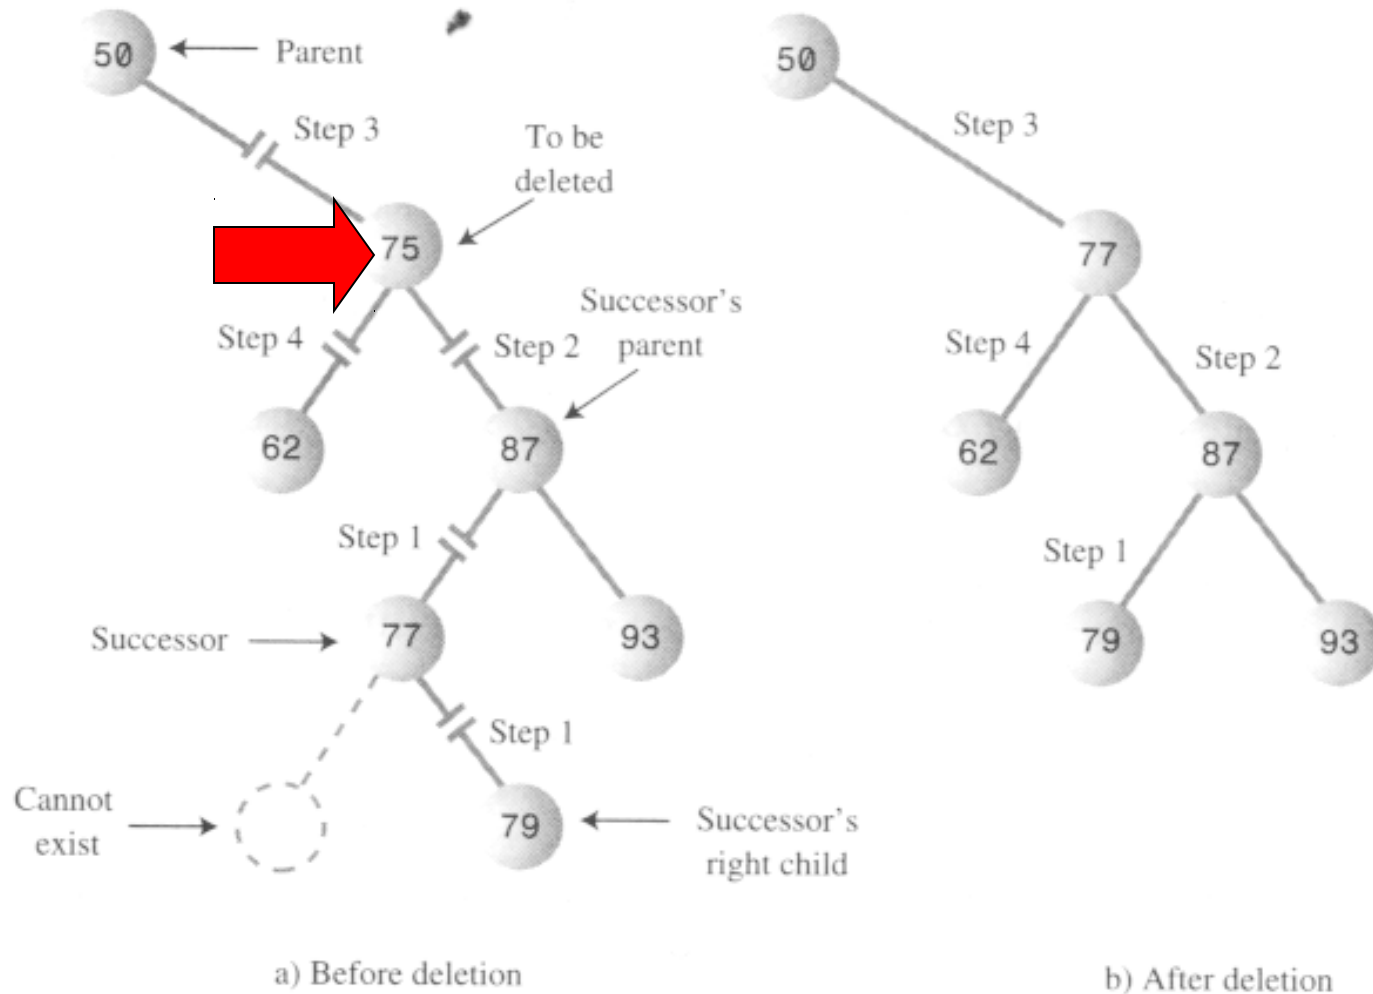 50
Parent
Step 3
To be
deleted
75
Step 4
Step 2
Successor's
parent
62
87
Step 1
Successor
77
93
Step 1
Cannot
exist
79
Successor's
right child
a) Before deletion
50
Step 3
77
Step 4
Step 2
62
87
Step 1
79
93
b) After deletion